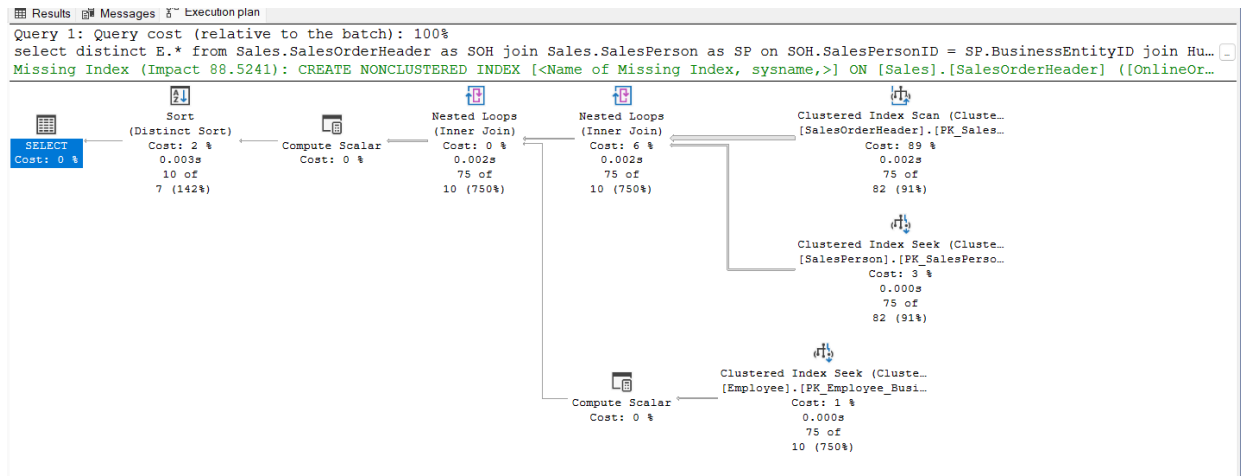 Results Messages Execution plan
Query 1: Query cost (relative to the batch): 100%
select distinct E.* from Sales.SalesOrderHeader as SOH join Sales.SalesPerson as SP on SOH.SalesPersonID = SP.BusinessEntityID join Hu…
Missing Index (Impact 88.5241): CREATE NONCLUSTERED INDEX [<Name of Missing Index, sysname,>] ON [Sales].[SalesOrderHeader] ([OnlineOr…
SELECT
Cost: 0 %
Sort
(Distinct Sort)
Cost: 2 %
0.003s
10 of
7 (142%)
Compute Scalar
Cost: 0 %
Nested Loops
(Inner Join)
Cost: 0 %
0.002s
75 of
10 (750%)
Nested Loops
(Inner Join)
Cost: 6 %
0.002s
75 of
10 (750%)
Clustered Index Scan (Cluste…
[SalesOrderHeader].[PK_Sales…
Cost: 89 %
0.002s
75 of
82 (91%)
Clustered Index Seek (Cluste…
[SalesPerson].[PK_SalesPerso…
Cost: 3 %
0.000s
75 of
82 (91%)
Compute Scalar
Cost: 0 %
Clustered Index Seek (Cluste…
[Employee].[PK_Employee_Busi…
Cost: 1 %
0.000s
75 of
10 (750%)